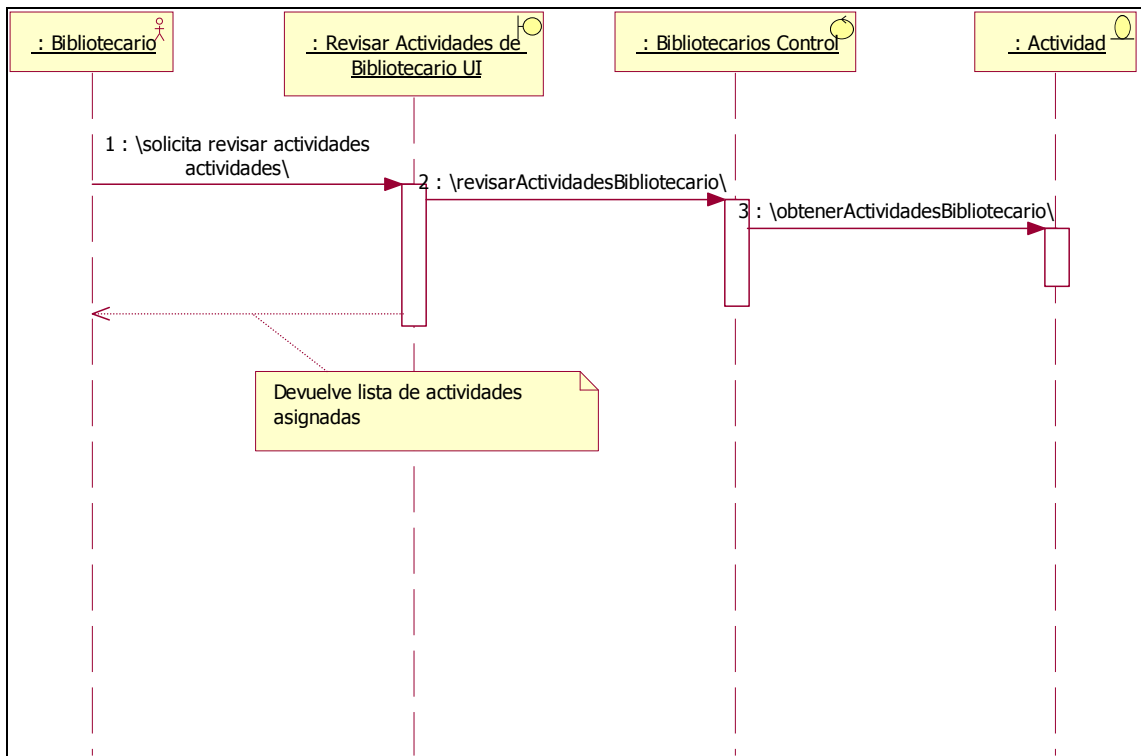 : Bibliotecario
: Revisar Actividades de
Bibliotecario UI
: Bibliotecarios Control
: Actividad
1 : \solicita revisar actividades
actividades\
2 : \revisarActividadesBibliotecario\
3 : \obtenerActividadesBibliotecario\
Devuelve lista de actividades
asignadas